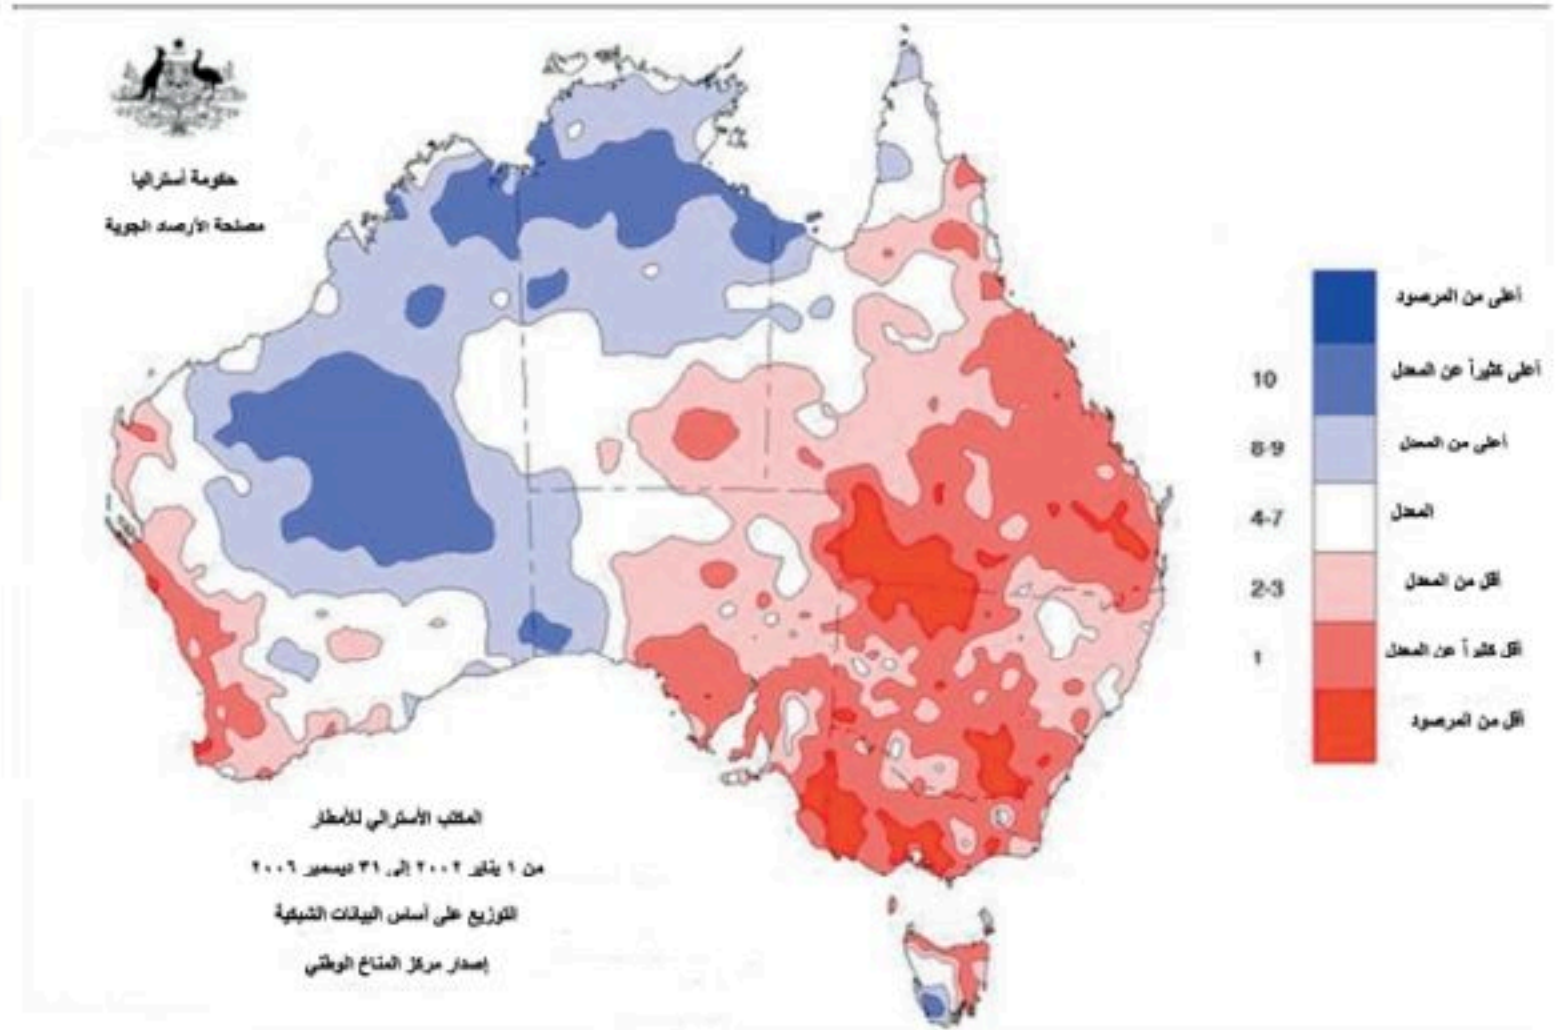 حكومة أستراليا
مصلحة الأرصاد الجوية
أعلى من المرصود
10
أعلى كثيراً عن المعدل
8-9
أعلى من المعدل
4-7
المعدل
2-3
أقل من المعدل
1
أقل كثيراً عن المعدل
أقل من المرصود
المكتب الأسترالي للأمطار
من ١ يناير ٢٠٠٢ إلى ٣١ ديسمبر ٢٠٠٦
التوزيع على أساس البيانات الشبكية
إصدار مركز المناخ الوطني